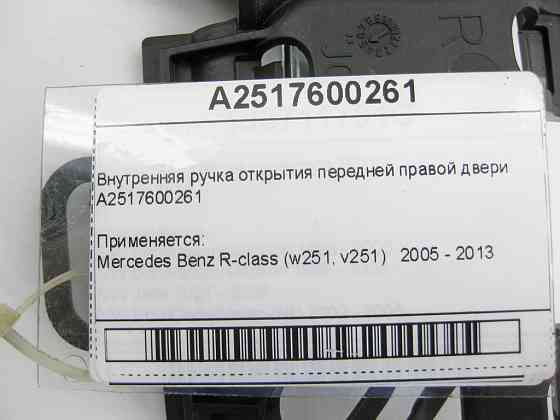 A2517600261
Внутренняя ручка открытия передней правой двери
A2517600261
Применяется:
Mercedes Benz R-class (w251, v251) 2005 - 2013